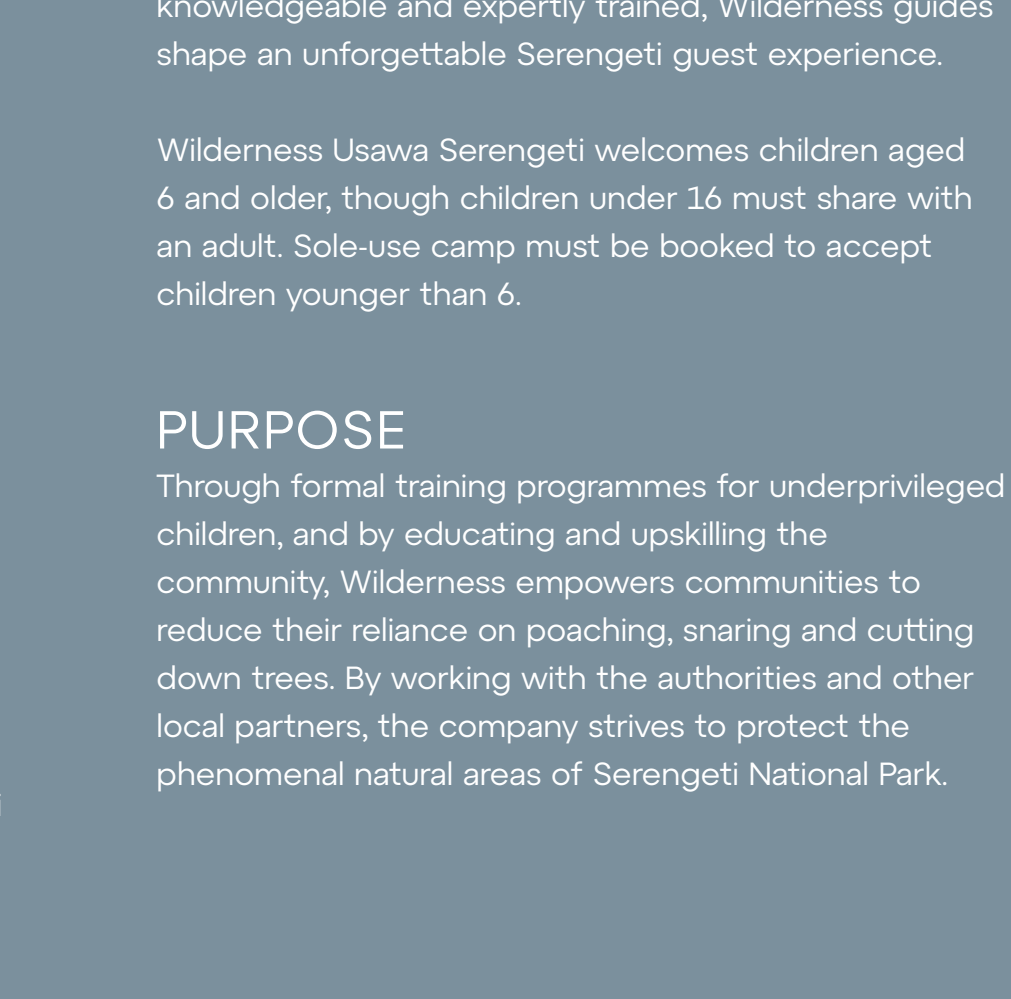 knowledgeable and expertly trained, Wilderness guides
shape an unforgettable Serengeti guest experience.
Wilderness Usawa Serengeti welcomes children aged
6 and older, though children under 16 must share with
an adult. Sole-use camp must be booked to accept
children younger than 6.
PURPOSE
Through formal training programmes for underprivileged
children, and by educating and upskilling the
community, Wilderness empowers communities to
reduce their reliance on poaching, snaring and cutting
down trees. By working with the authorities and other
local partners, the company strives to protect the
phenomenal natural areas of Serengeti National Park.